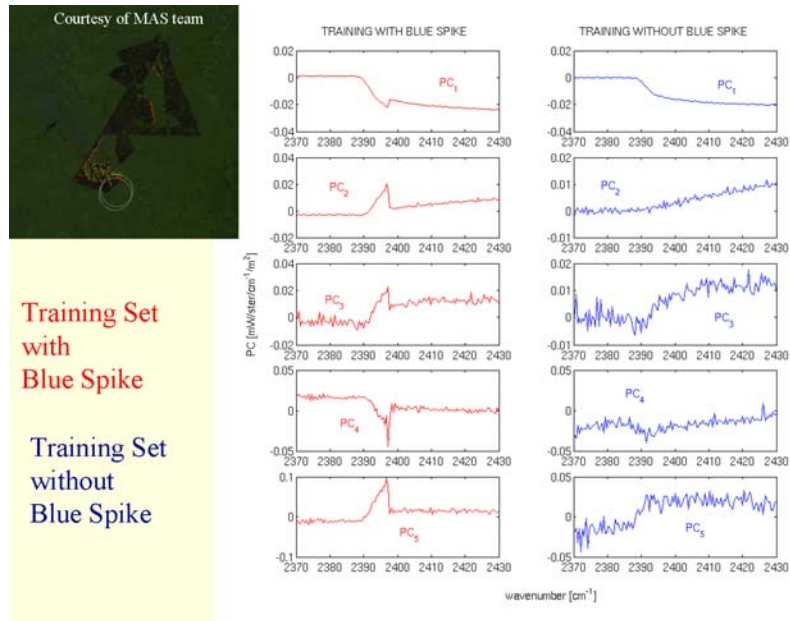 Courtesy of MAS team
Training Set
with
Blue Spike
Training Set
without
Blue Spike
TRAINING WITH BLUE SPIKE
TRAINING WITHOUT BLUE SPIKE
PC [mW/ster/cm⁻¹/m²]
0.02
0
-0.02
-0.04
PC₁
2370 2380 2390 2400 2410 2420 2430
0.02
0
-0.02
-0.04
PC₁
2370 2380 2390 2400 2410 2420 2430
0.04
0.02
0
-0.02
PC₂
2370 2380 2390 2400 2410 2420 2430
0.02
0.01
0
-0.01
PC₂
2370 2380 2390 2400 2410 2420 2430
0.04
0.02
0
-0.02
PC₃
2370 2380 2390 2400 2410 2420 2430
0.02
0.01
0
-0.01
PC₃
2370 2380 2390 2400 2410 2420 2430
0.05
0
-0.05
PC₄
2370 2380 2390 2400 2410 2420 2430
0.05
0
-0.05
PC₄
2370 2380 2390 2400 2410 2420 2430
0.1
0
-0.1
PC₅
2370 2380 2390 2400 2410 2420 2430
0.05
0
-0.05
PC₅
2370 2380 2390 2400 2410 2420 2430
wavenumber [cm⁻¹]